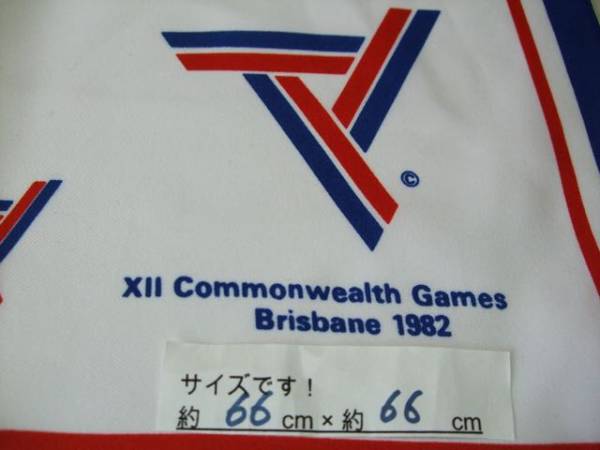 ©
XII Commonwealth Games
Brisbane 1982
サイズです！
約 66 cm × 約 66 cm